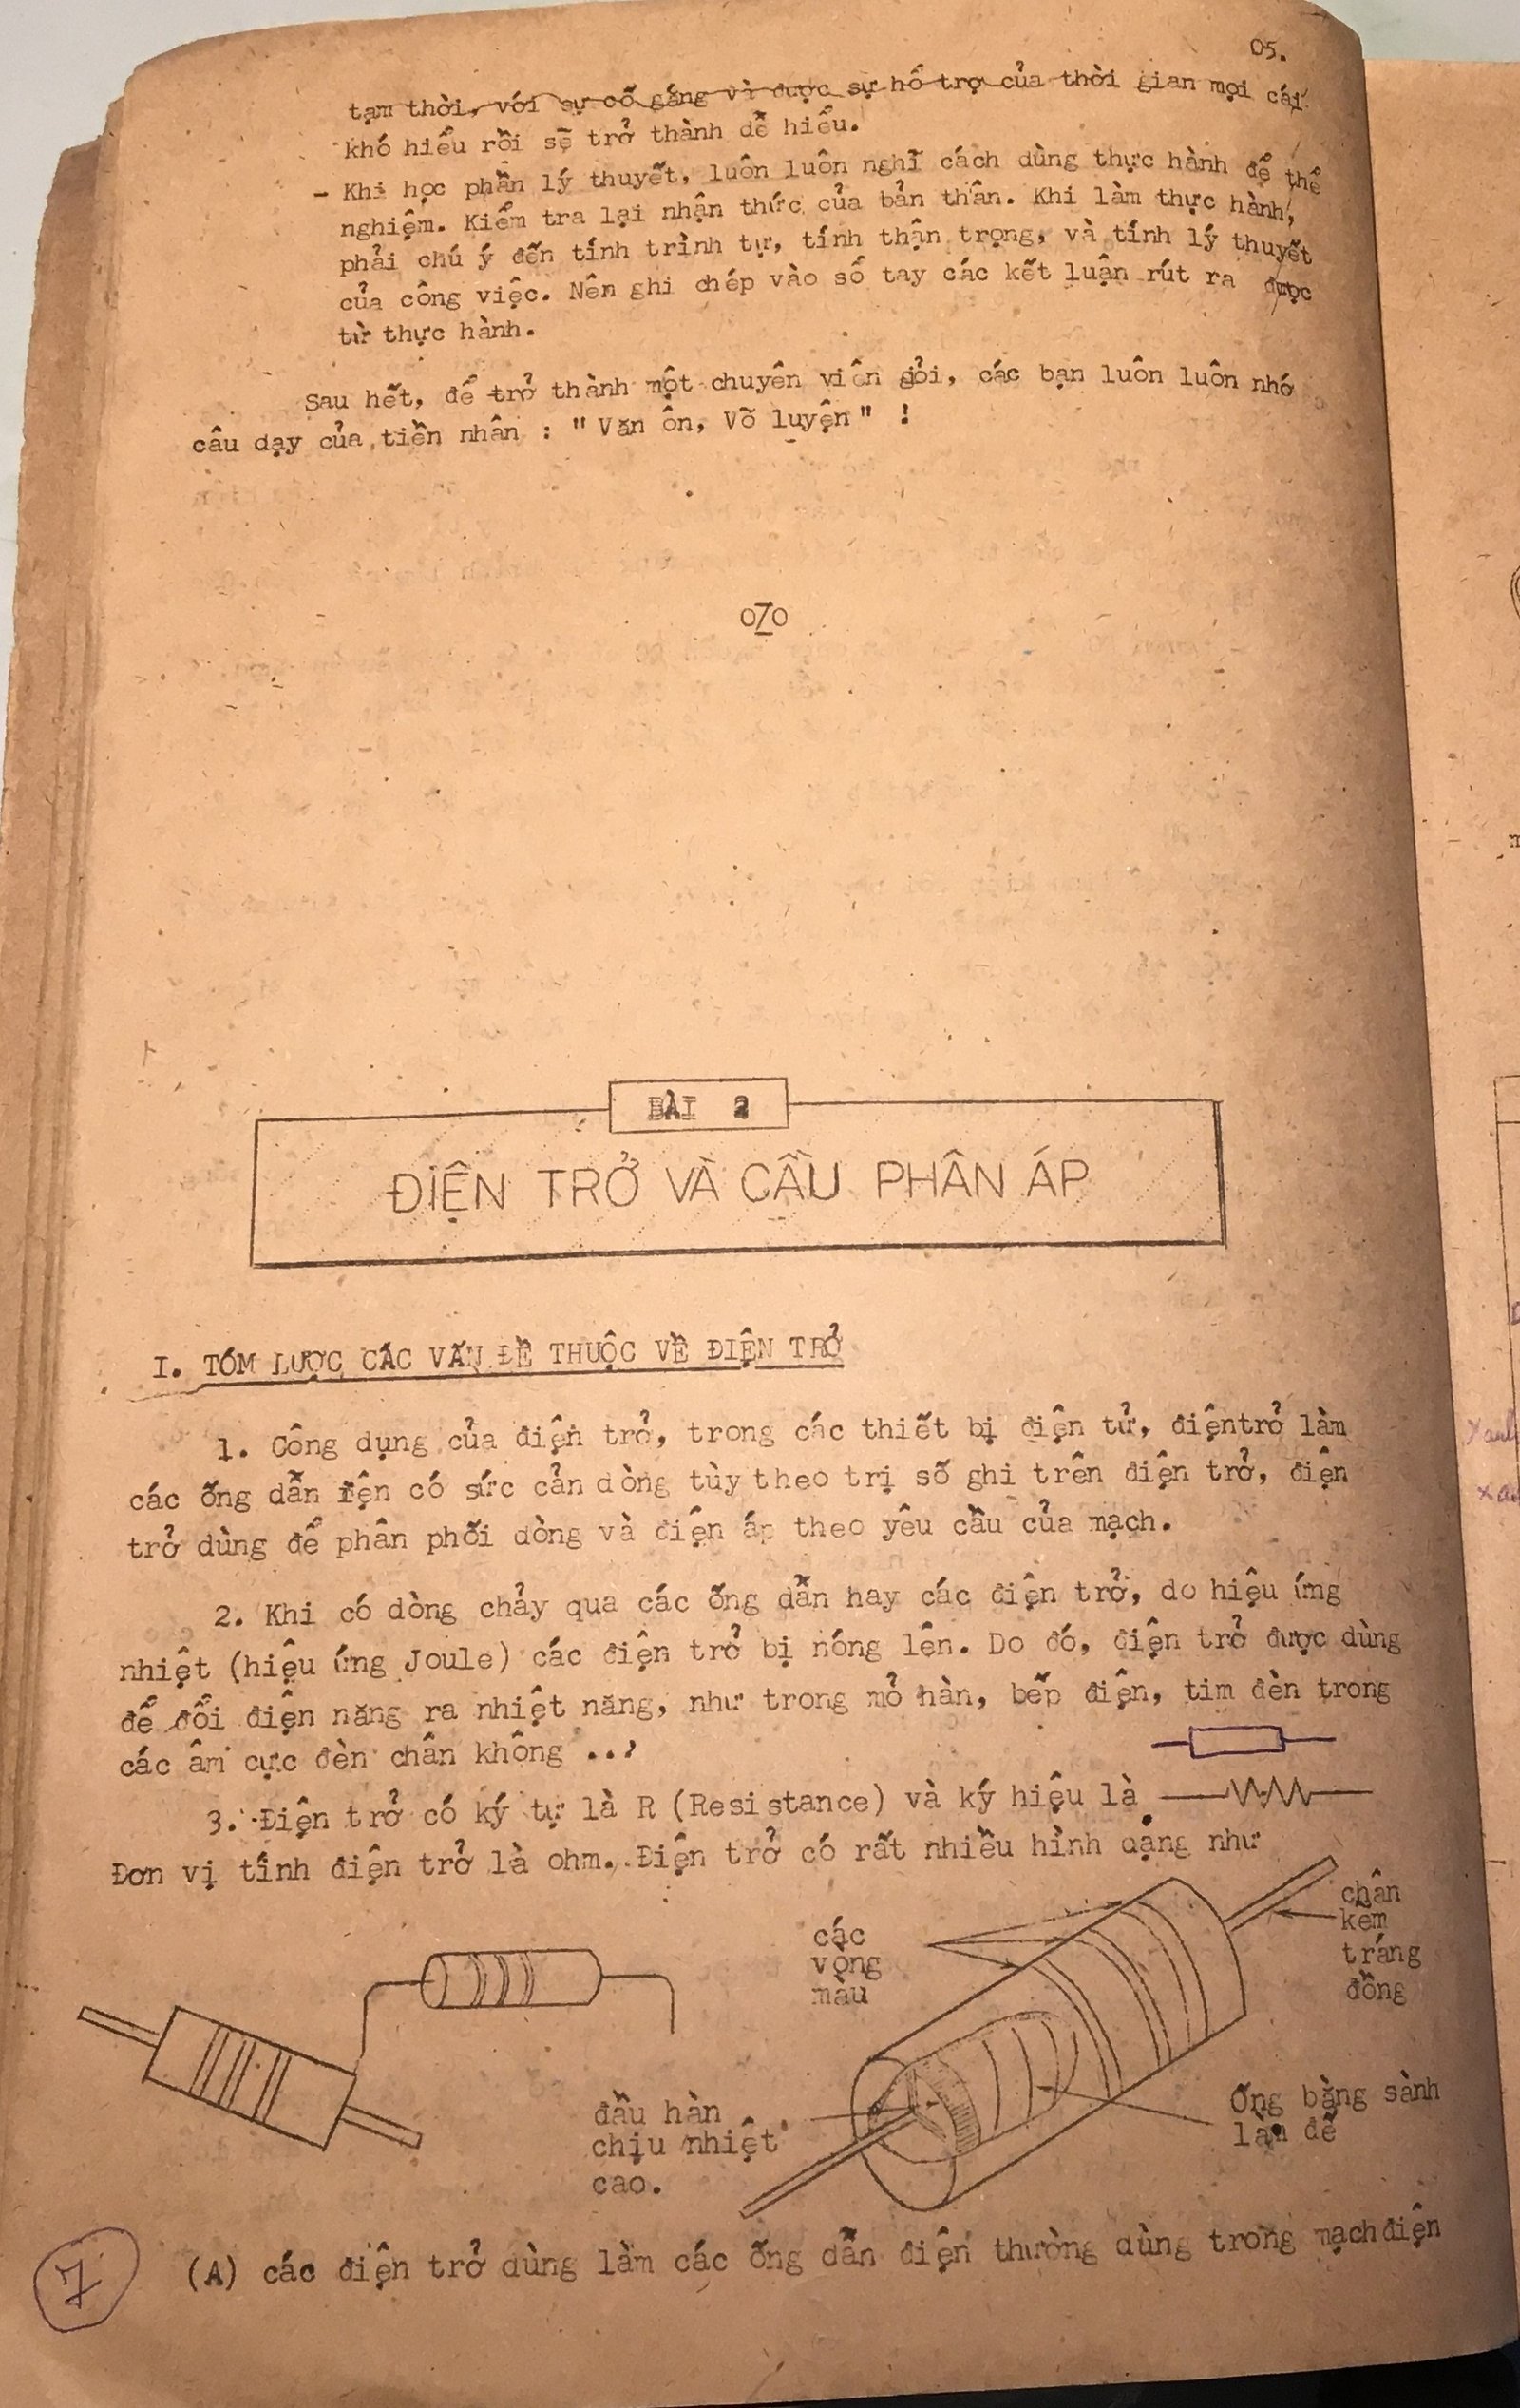 05.
tạm thời, với sự cố gắng vì được sự hỗ trợ của thời gian mọi cái
khó hiểu rồi sẽ trở thành dễ hiểu.
- Khi học phần lý thuyết, luôn luôn nghĩ cách dùng thực hành để thể
nghiệm. Kiểm tra lại nhận thức của bản thân. Khi làm thực hành,
phải chú ý đến tính trình tự, tính thận trọng, và tính lý thuyết
của công việc. Nên ghi chép vào sổ tay các kết luận rút ra được
từ thực hành.
Sau hết, để trở thành một chuyên viên giỏi, các bạn luôn luôn nhớ
câu dạy của tiền nhân : " Văn ôn, Võ luyện" !
o7o
BÀI 2
ĐIỆN TRỞ VÀ CẦU PHÂN ÁP
I. TÓM LƯỢC CÁC VẤN ĐỀ THUỘC VỀ ĐIỆN TRỞ
1. Công dụng của điện trở, trong các thiết bị điện tử, điệntrở làm
các ống dẫn điện có sức cản dòng tùy theo trị số ghi trên điện trở, điện
trở dùng để phân phối dòng và điện áp theo yêu cầu của mạch.
2. Khi có dòng chảy qua các ống dẫn hay các điện trở, do hiệu ứng
nhiệt (hiệu ứng Joule) các điện trở bị nóng lên. Do đó, điện trở được dùng
để đổi điện năng ra nhiệt năng, như trong mỏ hàn, bếp điện, tim đèn trong
các âm cực đèn chân không ...
3. Điện trở có ký tự là R (Resistance) và ký hiệu là
Đơn vị tính điện trở là ohm. Điện trở có rất nhiều hình dạng như
các
vòng
màu
chân
kẽm
tráng
đồng
đầu hàn
chịu nhiệt
cao.
Ống bằng sành
làm đế
7
(A) các điện trở dùng làm các ống dẫn điện thường dùng trong mạchđiện